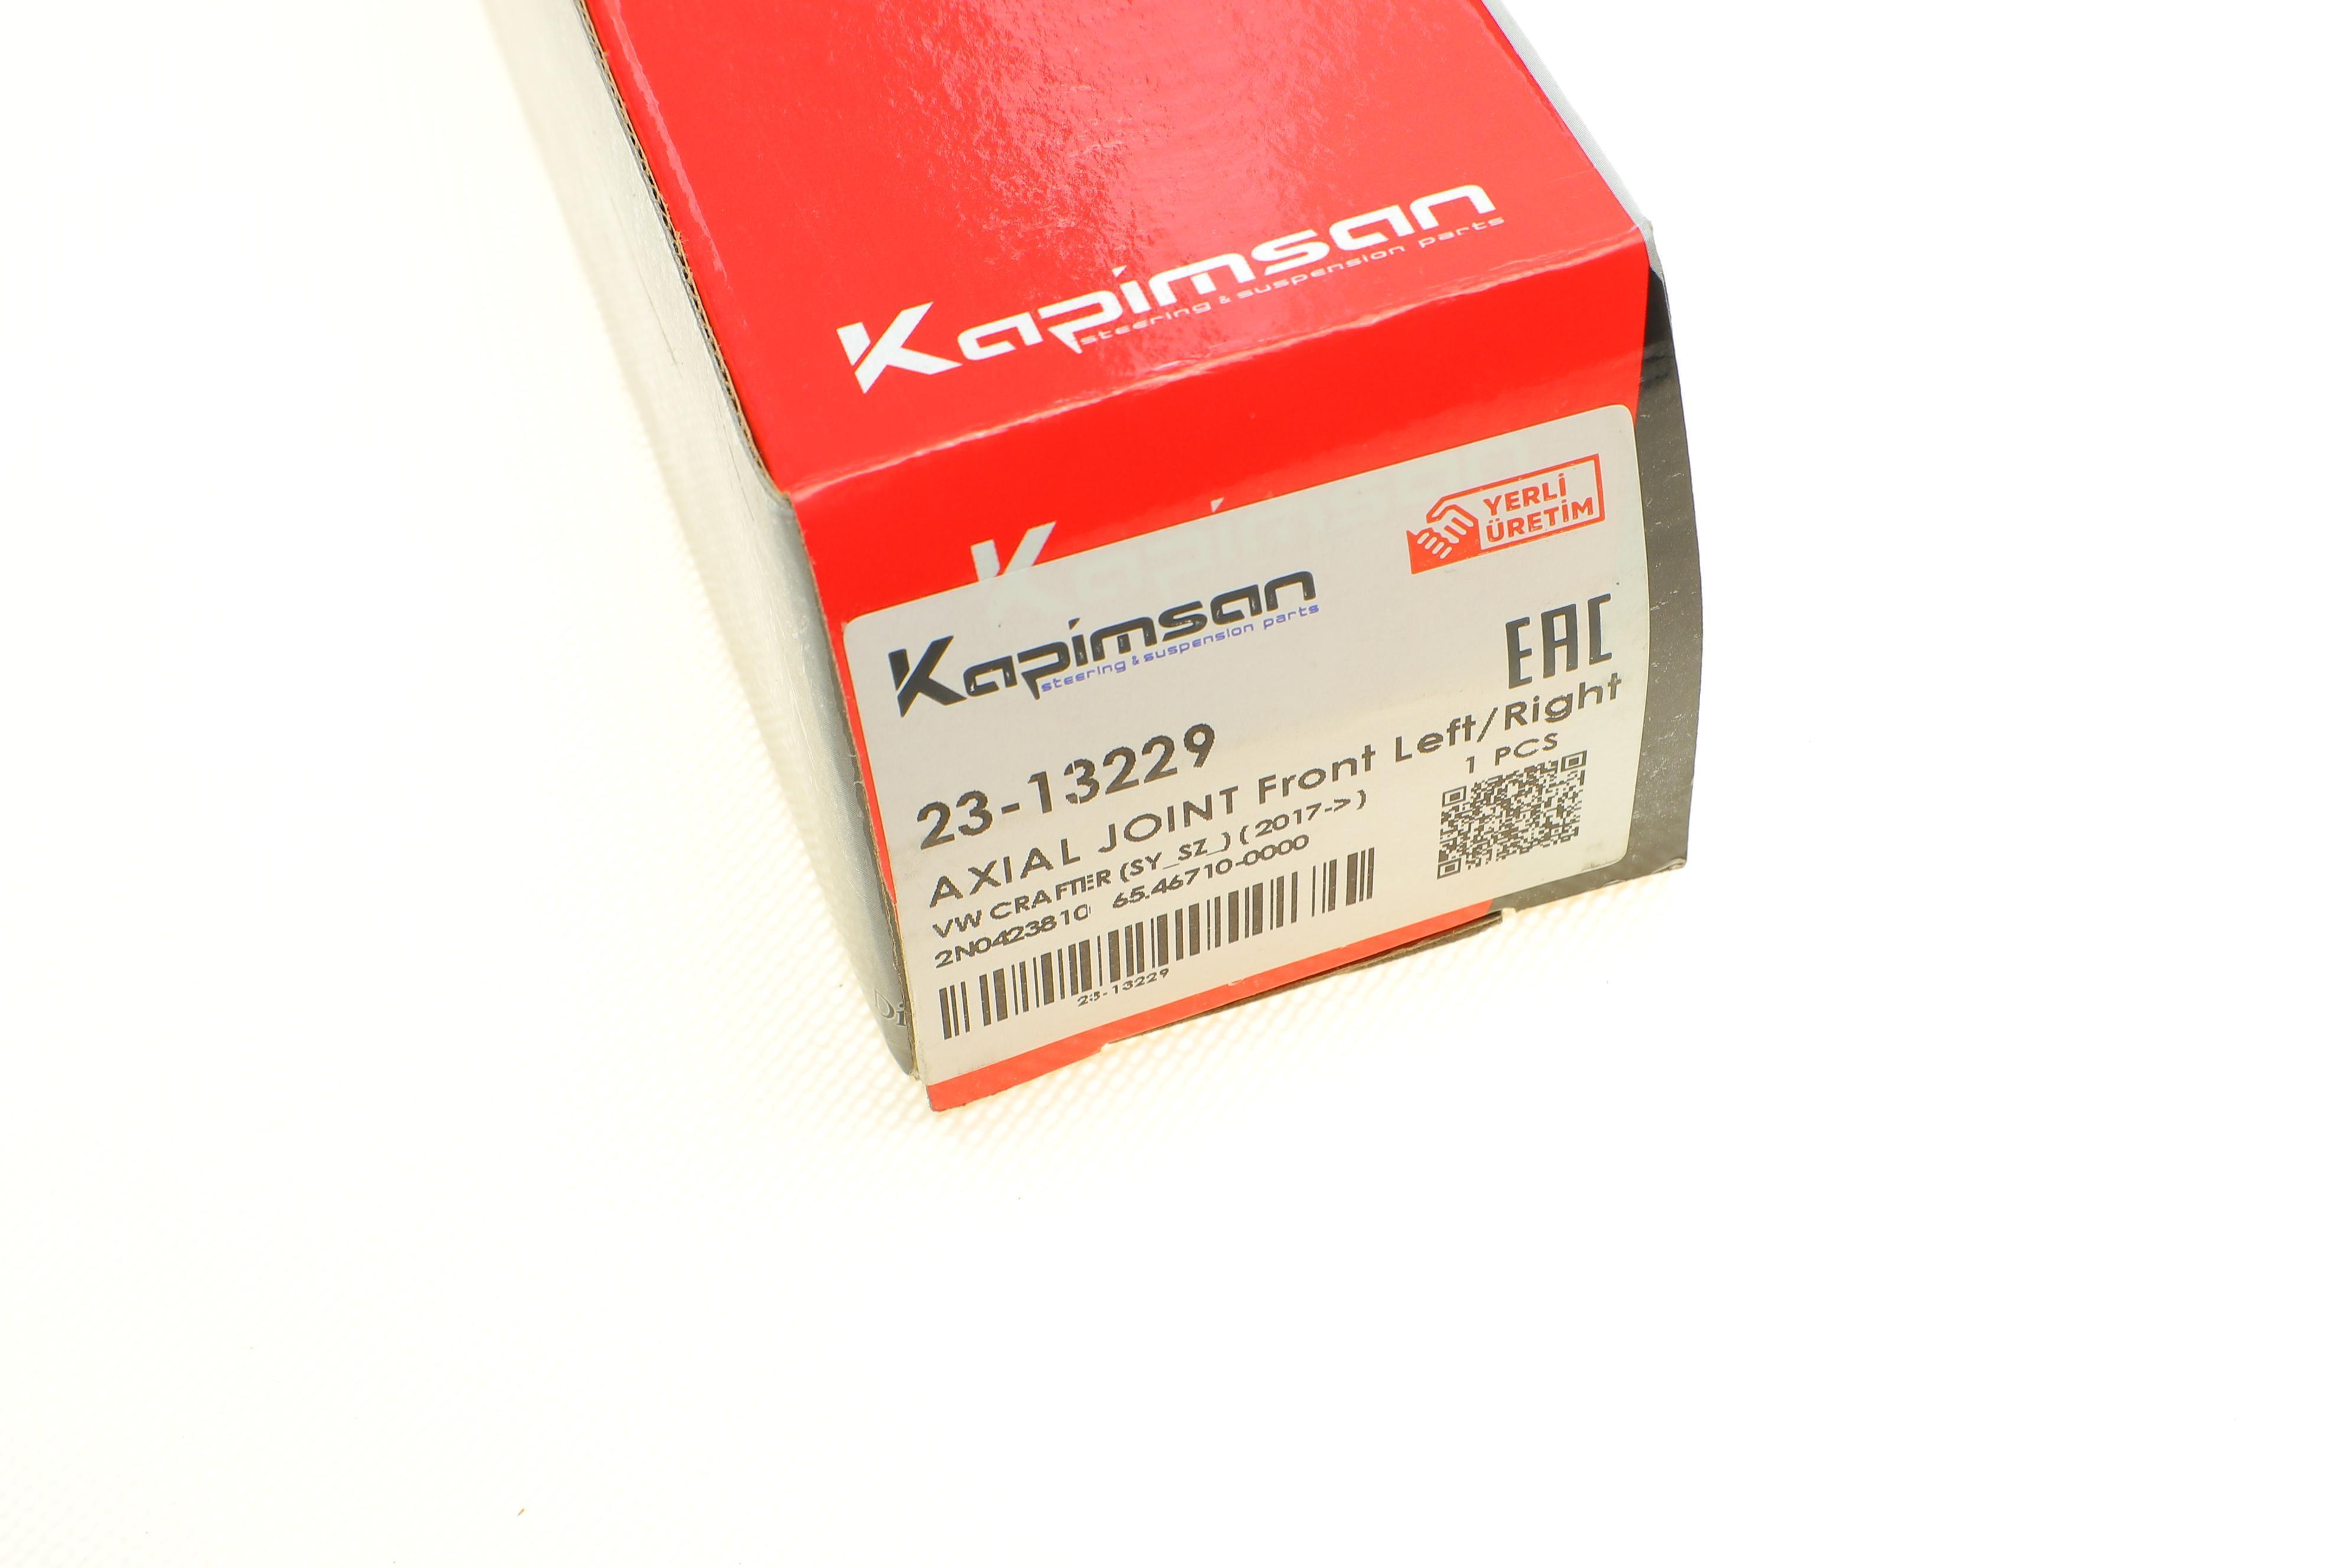 Kapimsan
steering & suspension parts
Kapimsan
YERLİ
ÜRETİM
Kapimsan
steering & suspension parts
EAC
23-13229
AXIAL JOINT Front Left/Right
1 PCS
VW CRAFTER (SY_SZ_) ( 2017-> )
2N0423810 65.46710-0000
23-13229